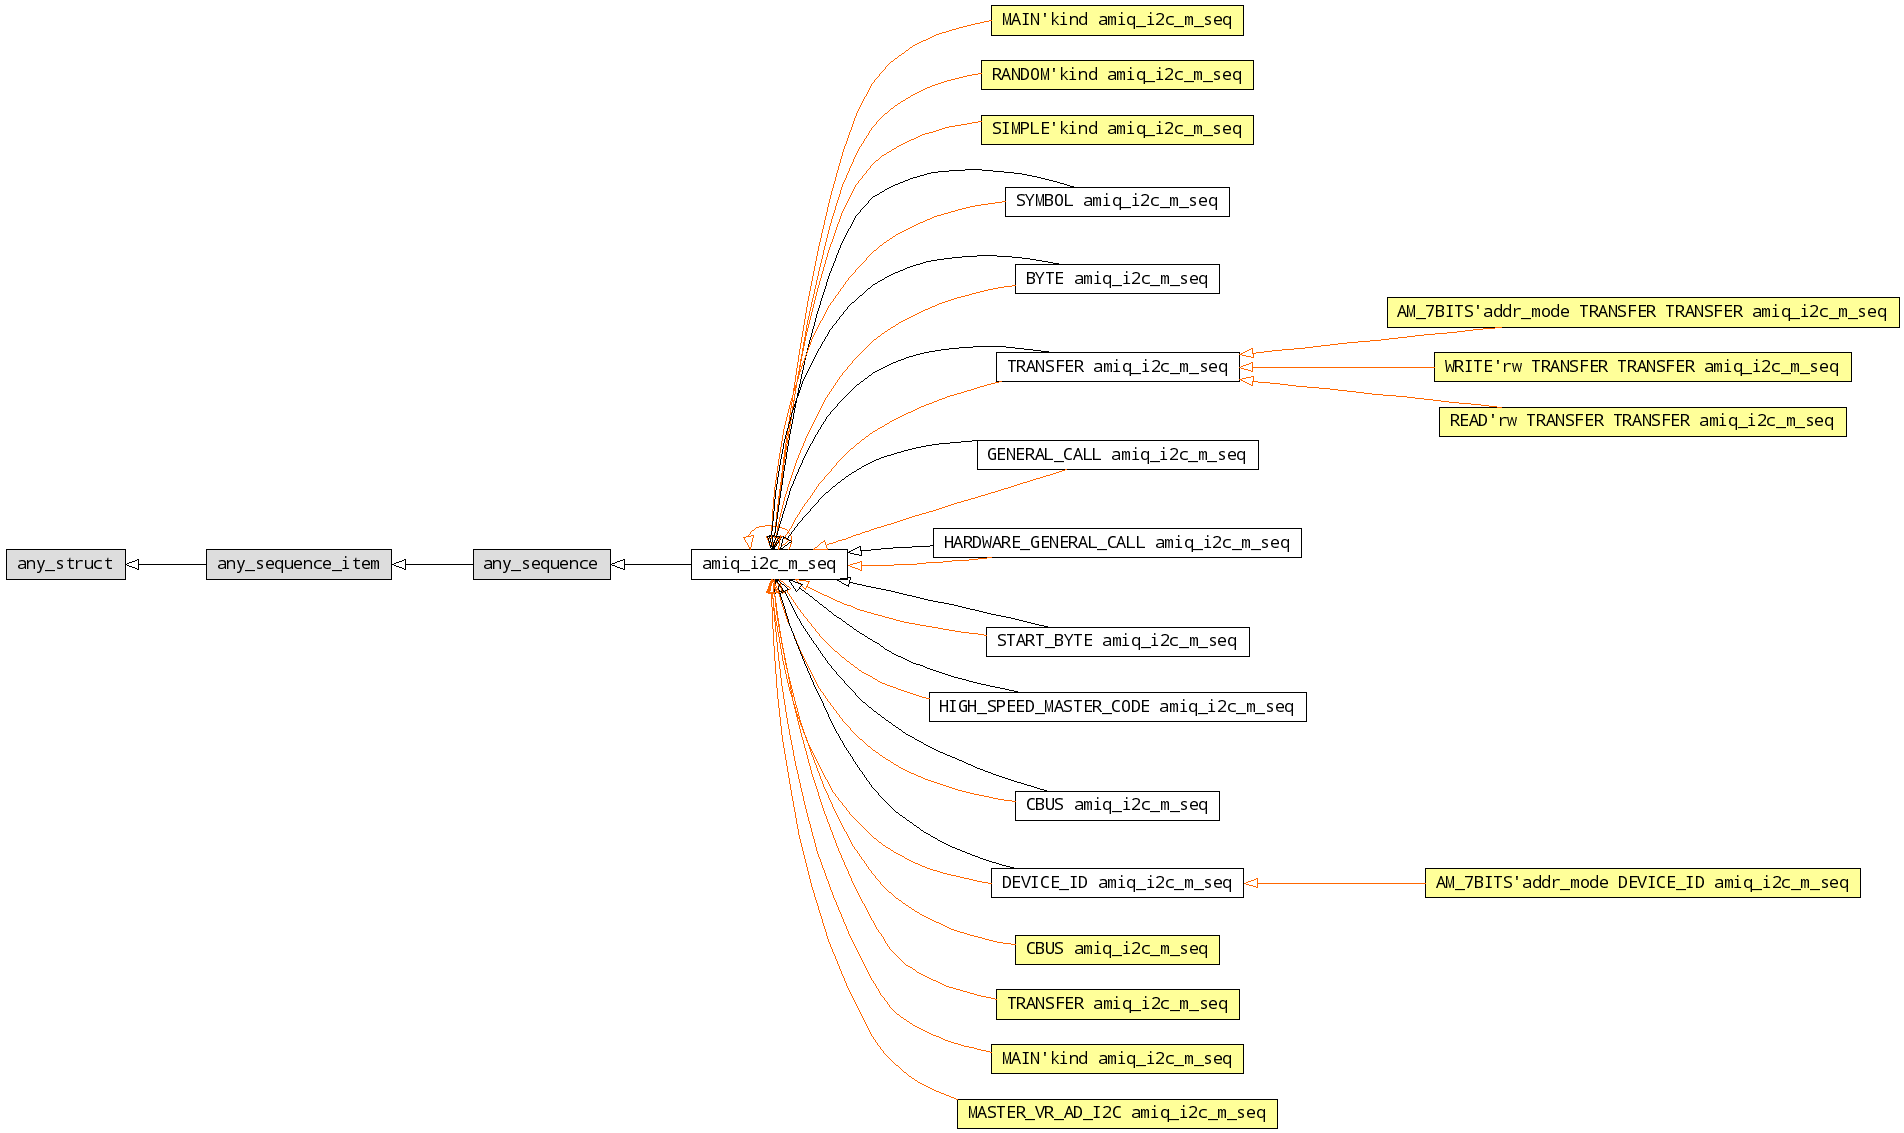 MAIN'kind amiq_i2c_m_seq
RANDOM'kind amiq_i2c_m_seq
SIMPLE'kind amiq_i2c_m_seq
SYMBOL amiq_i2c_m_seq
BYTE amiq_i2c_m_seq
AM_7BITS'addr_mode TRANSFER TRANSFER amiq_i2c_m_seq
TRANSFER amiq_i2c_m_seq
WRITE'rw TRANSFER TRANSFER amiq_i2c_m_seq
READ'rw TRANSFER TRANSFER amiq_i2c_m_seq
GENERAL_CALL amiq_i2c_m_seq
HARDWARE_GENERAL_CALL amiq_i2c_m_seq
any_struct
any_sequence_item
any_sequence
amiq_i2c_m_seq
START_BYTE amiq_i2c_m_seq
HIGH_SPEED_MASTER_CODE amiq_i2c_m_seq
CBUS amiq_i2c_m_seq
DEVICE_ID amiq_i2c_m_seq
AM_7BITS'addr_mode DEVICE_ID amiq_i2c_m_seq
CBUS amiq_i2c_m_seq
TRANSFER amiq_i2c_m_seq
MAIN'kind amiq_i2c_m_seq
MASTER_VR_AD_I2C amiq_i2c_m_seq